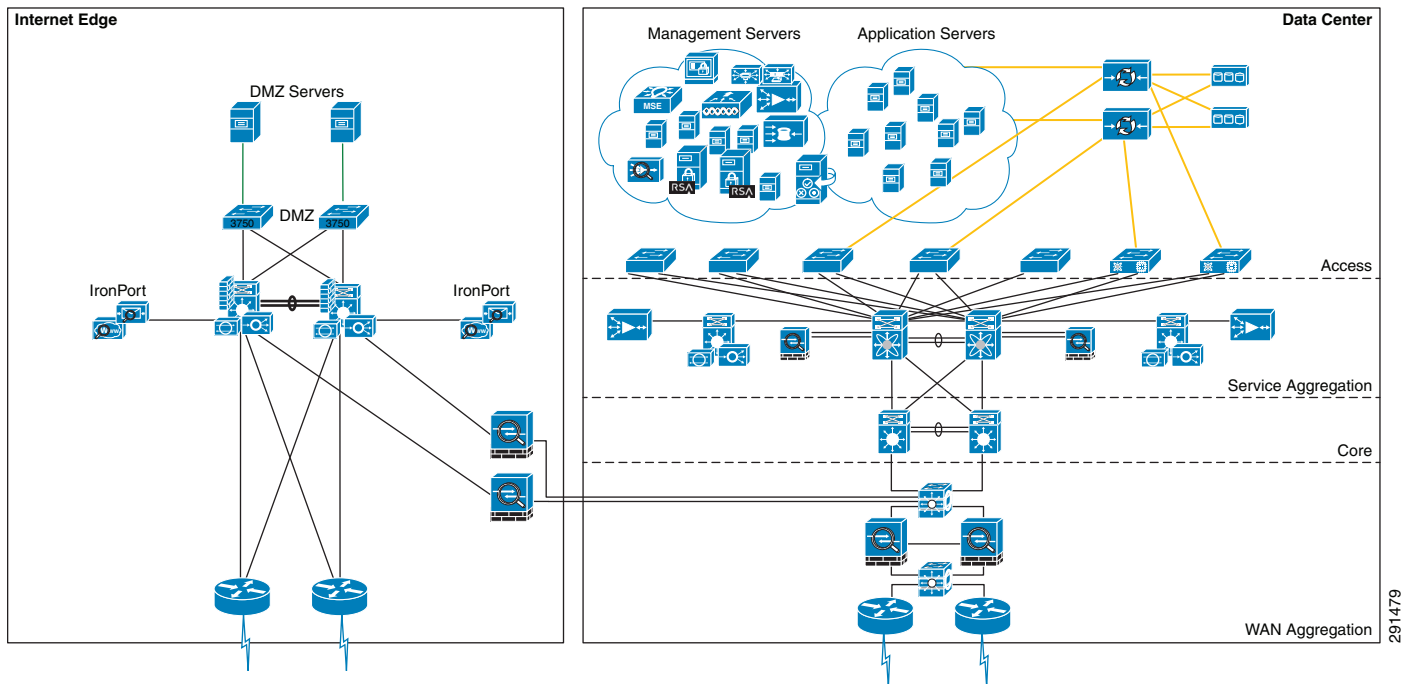 Internet Edge
Data Center
Management Servers
Application Servers
DMZ Servers
MSE
RSA
RSA
DMZ
3750
3750
Access
IronPort
IronPort
Service Aggregation
Core
WAN Aggregation
291479